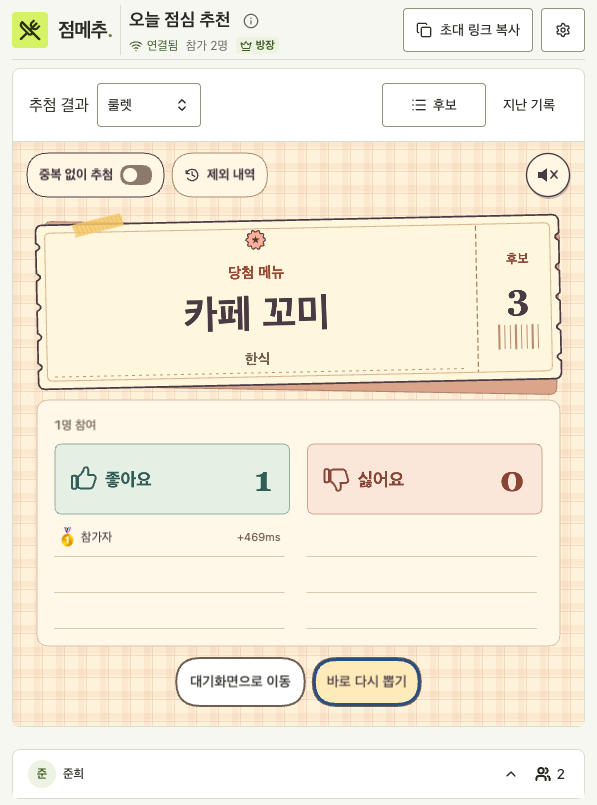 점메추.
오늘 점심 추천
연결됨 참가 2명 방장
초대 링크 복사
추첨 결과
룰렛
후보
지난 기록
중복 없이 추첨
제외 내역
당첨 메뉴
카페 꼬미
한식
후보
3
1명 참여
좋아요 1
싫어요 0
참가자 +469ms
대기화면으로 이동
바로 다시 뽑기
준 준희
2